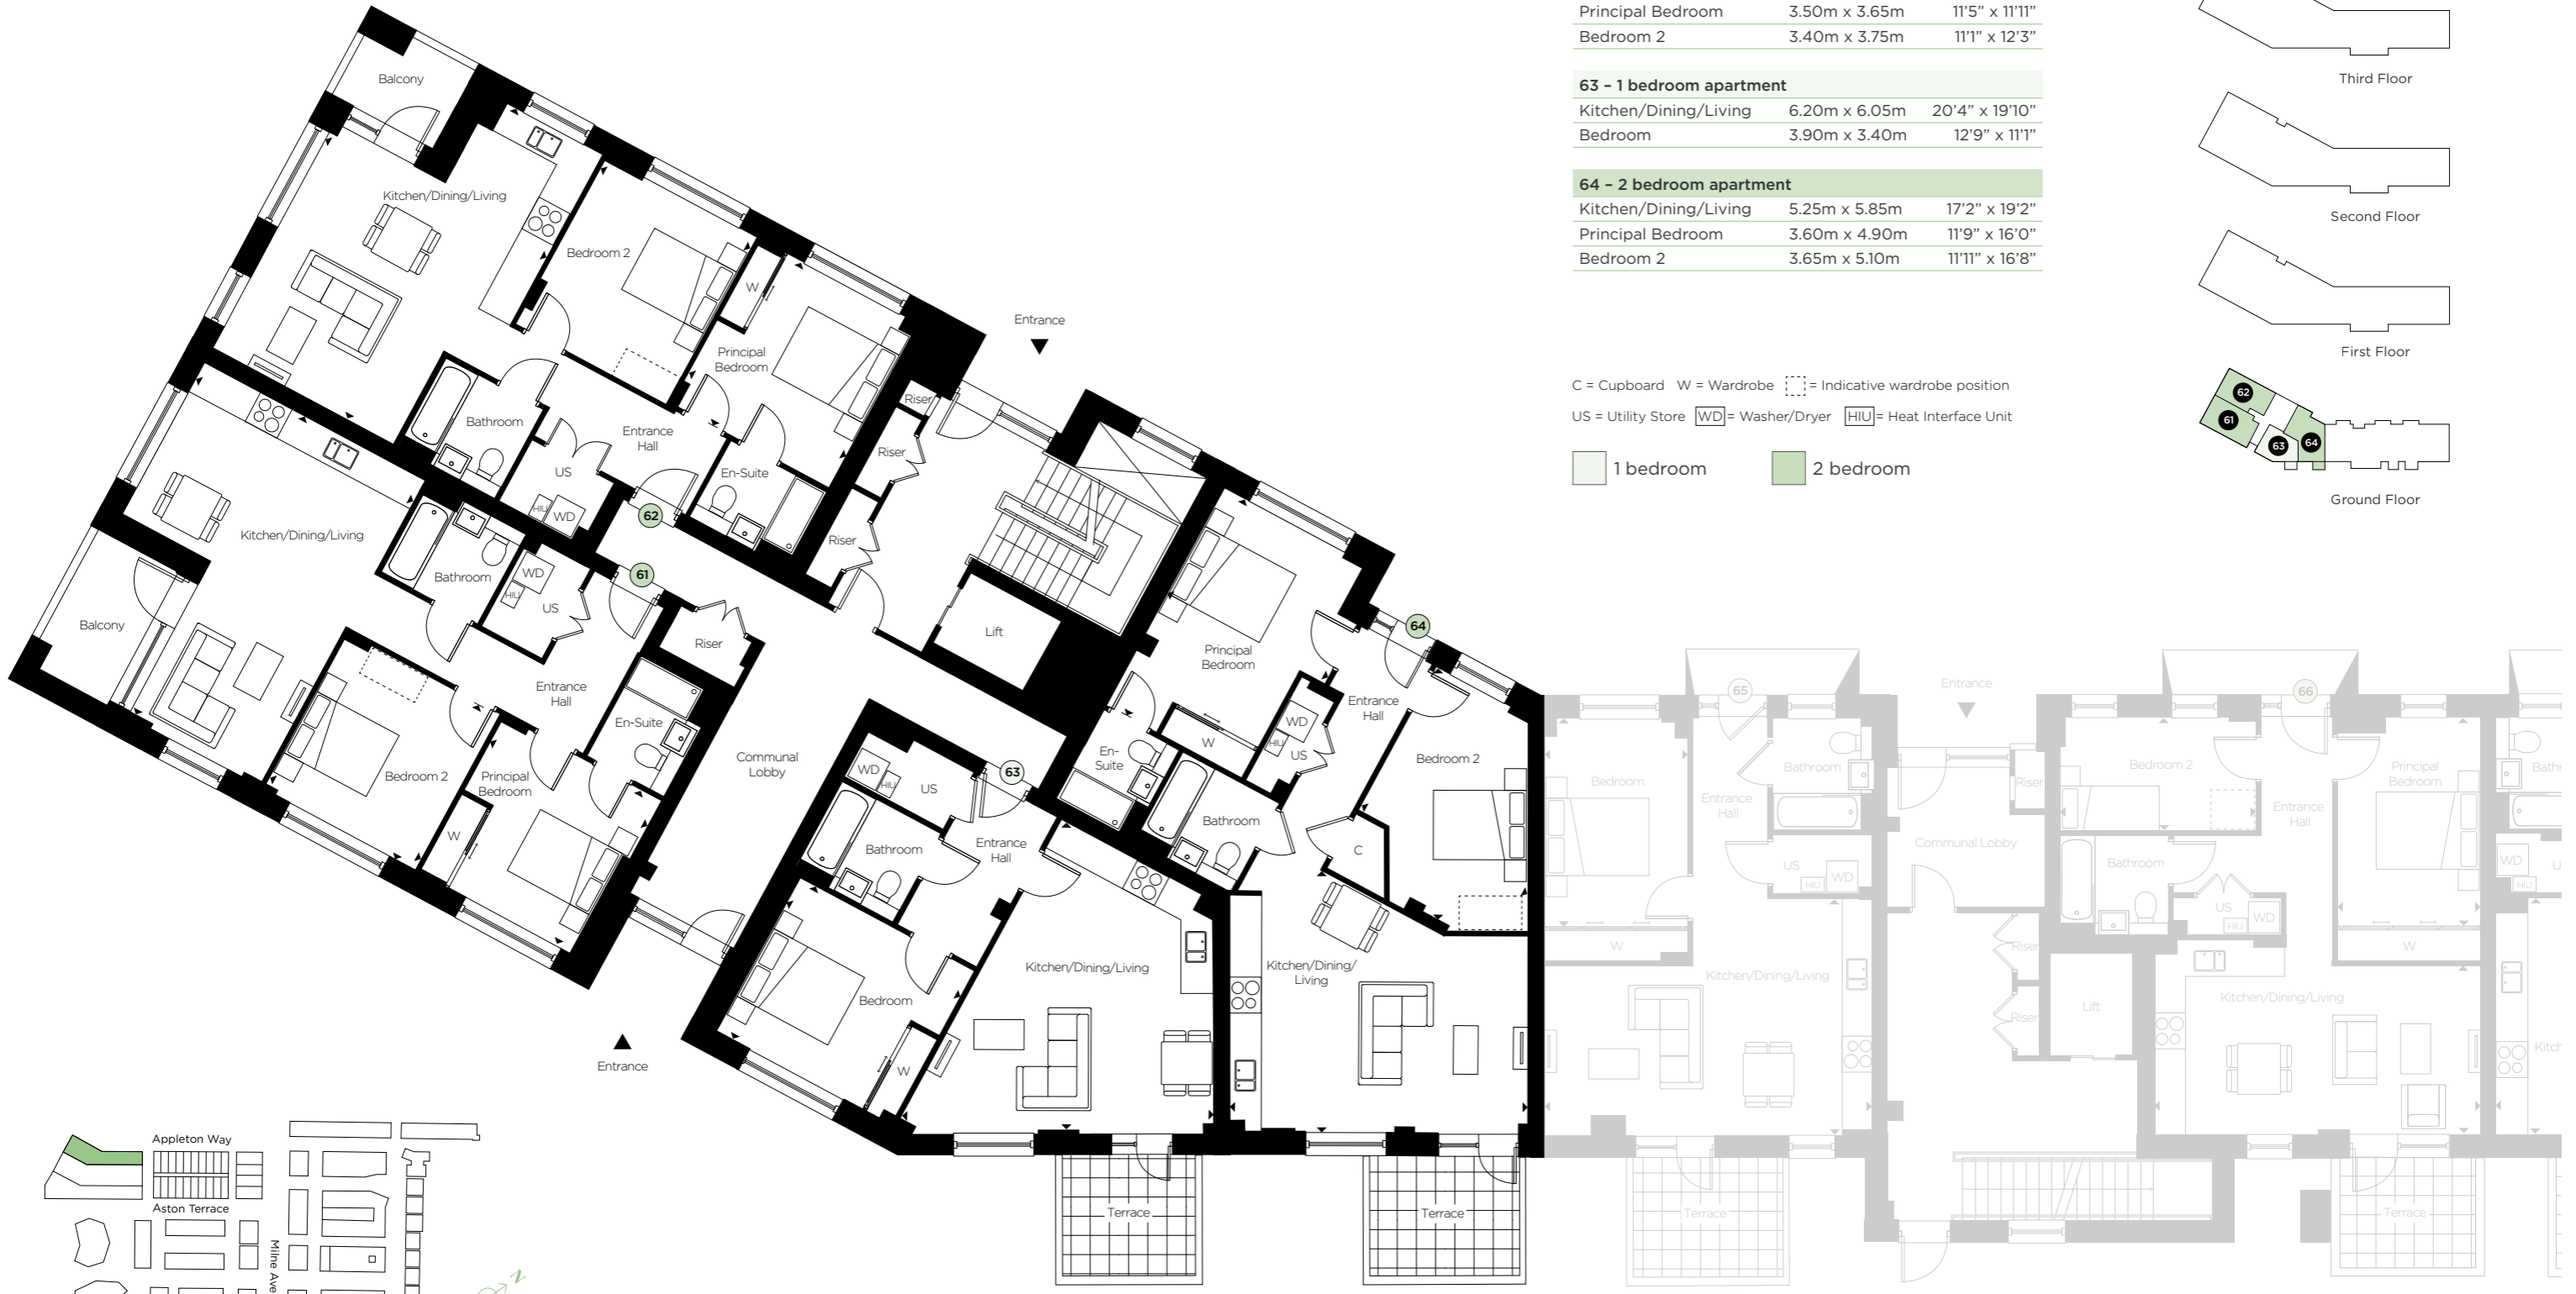 Principal Bedroom 3.50m x 3.65m 11’5” x 11’11”
Bedroom 2 3.40m x 3.75m 11’1” x 12’3”
63 – 1 bedroom apartment
Kitchen/Dining/Living 6.20m x 6.05m 20’4” x 19’10”
Bedroom 3.90m x 3.40m 12’9” x 11’1”
64 – 2 bedroom apartment
Kitchen/Dining/Living 5.25m x 5.85m 17’2” x 19’2”
Principal Bedroom 3.60m x 4.90m 11’9” x 16’0”
Bedroom 2 3.65m x 5.10m 11’11” x 16’8”
C = Cupboard W = Wardrobe = Indicative wardrobe position
US = Utility Store WD = Washer/Dryer HIU = Heat Interface Unit
1 bedroom 2 bedroom
Third Floor
Second Floor
First Floor
62
61
63
64
Ground Floor
Balcony
Kitchen/Dining/Living
Bedroom 2
W
Principal
Bedroom
Bathroom
Entrance
Hall
US
HIU
WD
En-Suite
62
Riser
Riser
Riser
Entrance
Kitchen/Dining/Living
Balcony
Bathroom
WD
HIU
US
61
Riser
Entrance
Hall
En-Suite
Bedroom 2
Principal
Bedroom
W
Communal
Lobby
Lift
Entrance
63
WD
HIU
US
Bathroom
Entrance
Hall
Kitchen/Dining/Living
Bedroom
W
Terrace
64
Principal
Bedroom
Entrance
Hall
WD
HIU
US
W
En-
Suite
Bathroom
Bedroom 2
C
Kitchen/Dining/
Living
Terrace
65
Bedroom
Entrance
Hall
Bathroom
US
HIU
WD
W
Kitchen/Dining/Living
Terrace
Entrance
Riser
Communal Lobby
Riser
Riser
Lift
66
Bedroom 2
Principal
Bedroom
Entrance
Hall
Bathroom
US
HIU
WD
W
Kitchen/Dining/Living
Terrace
Bath
WD
HIU
U
Kitch
Appleton Way
Aston Terrace
Milne Ave
N